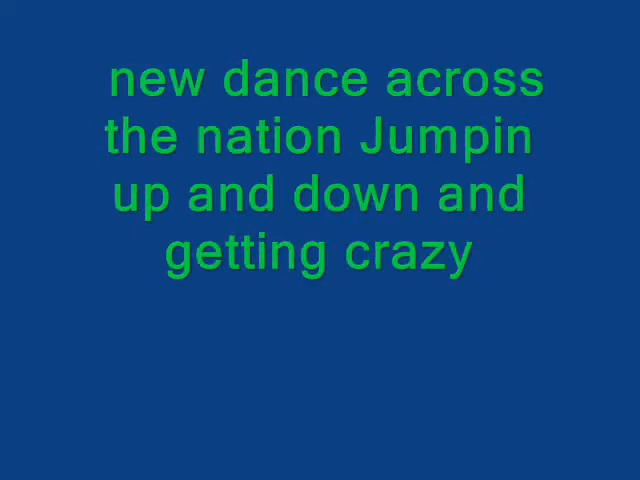 new dance across
the nation Jumpin
up and down and
getting crazy